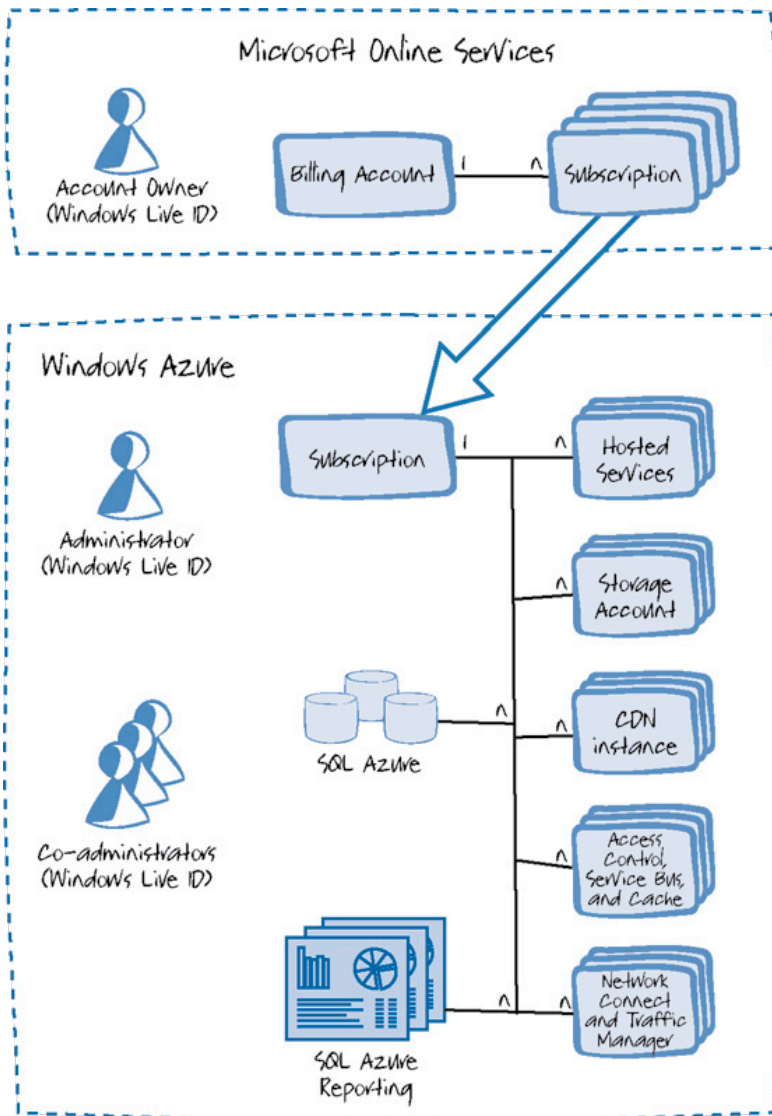 Microsoft Online Services
Account Owner
(Windows Live ID)
Billing Account
1
n
Subscription
Windows Azure
Administrator
(Windows Live ID)
Subscription
1
n
Hosted
Services
n
Storage
Account
SQL Azure
n
n
CDN
instance
Co-administrators
(Windows Live ID)
n
Access
Control,
Service Bus,
and Cache
SQL Azure
Reporting
n
n
Network
Connect
and Traffic
Manager